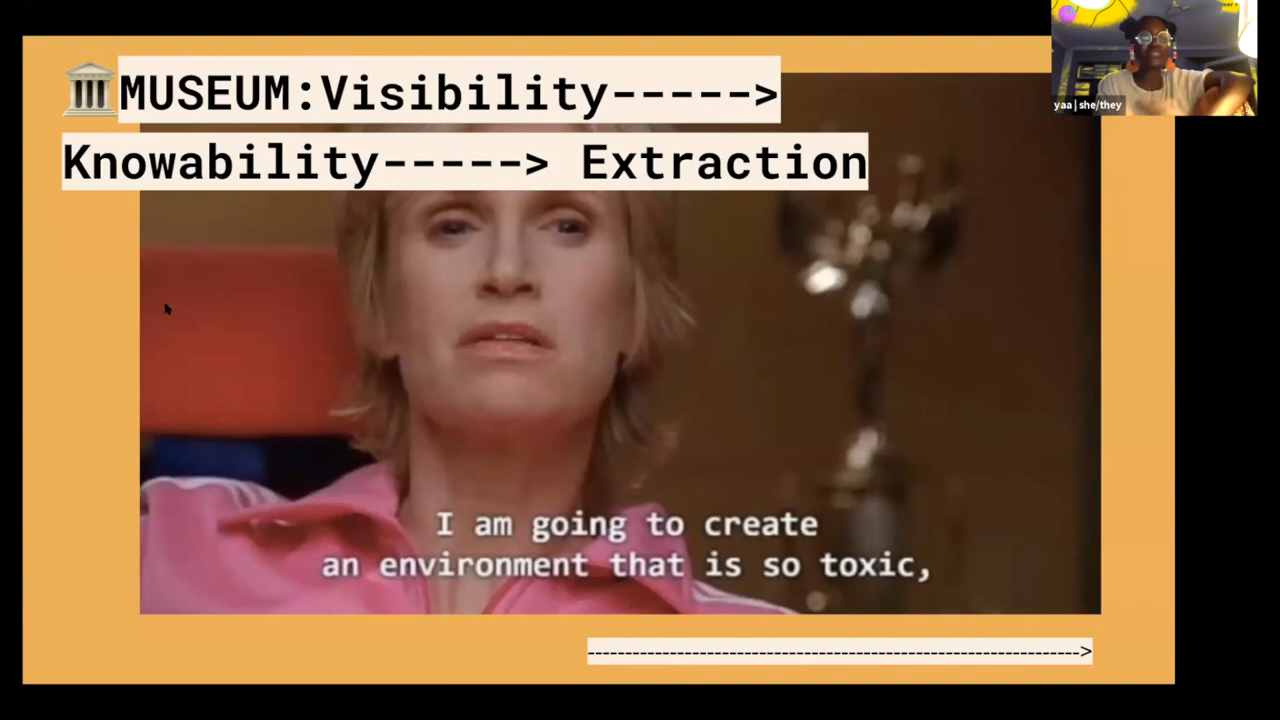 MUSEUM:Visibility----->
Knowability-----> Extraction
yaa | she/they
I am going to create
an environment that is so toxic,
------------------------------------------------------------------->